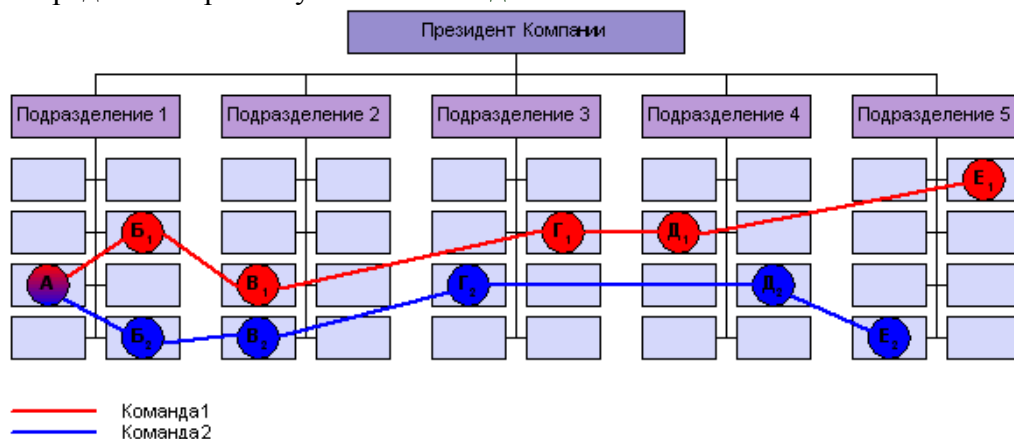 Президент Компании
Подразделение 1 Подразделение 2 Подразделение 3 Подразделение 4 Подразделение 5
Е₁
Б₁ Г₁ Д₁
А В₁ Г₂ Д₂
Б₂ В₂ Е₂
Команда1
Команда2